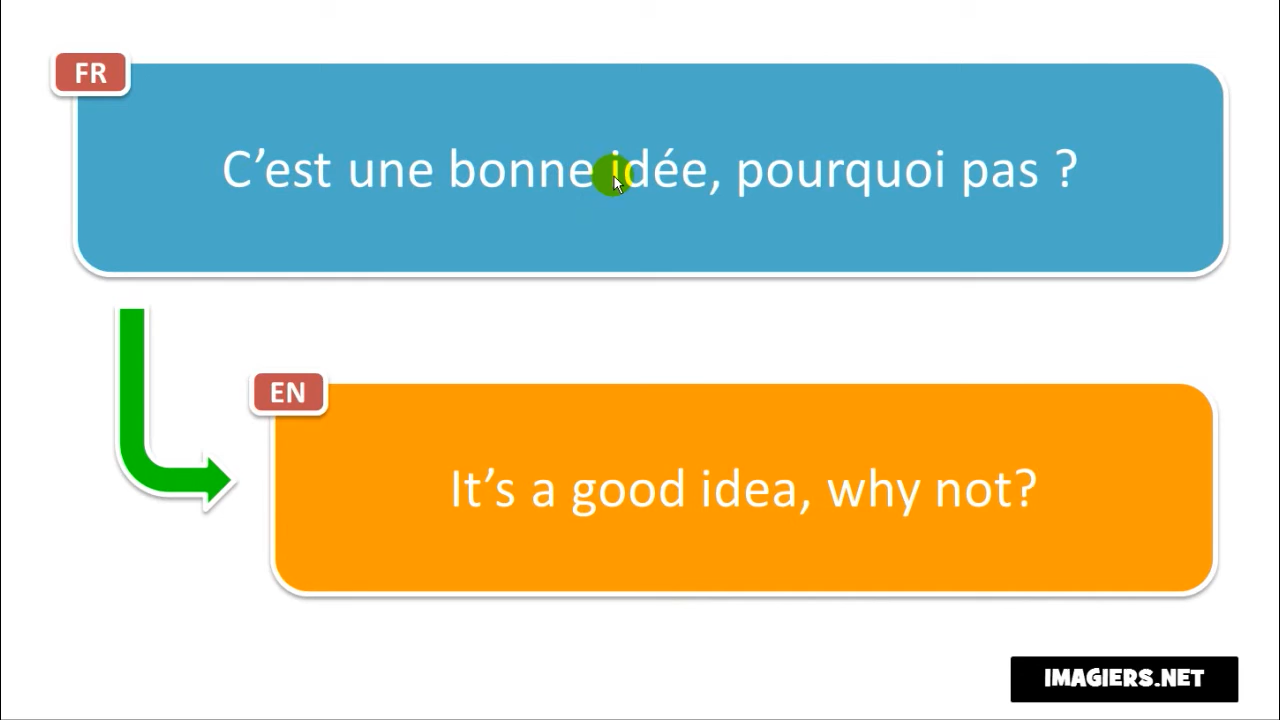 FR
C’est une bonne idée, pourquoi pas ?
EN
It’s a good idea, why not?
IMAGIERS.NET